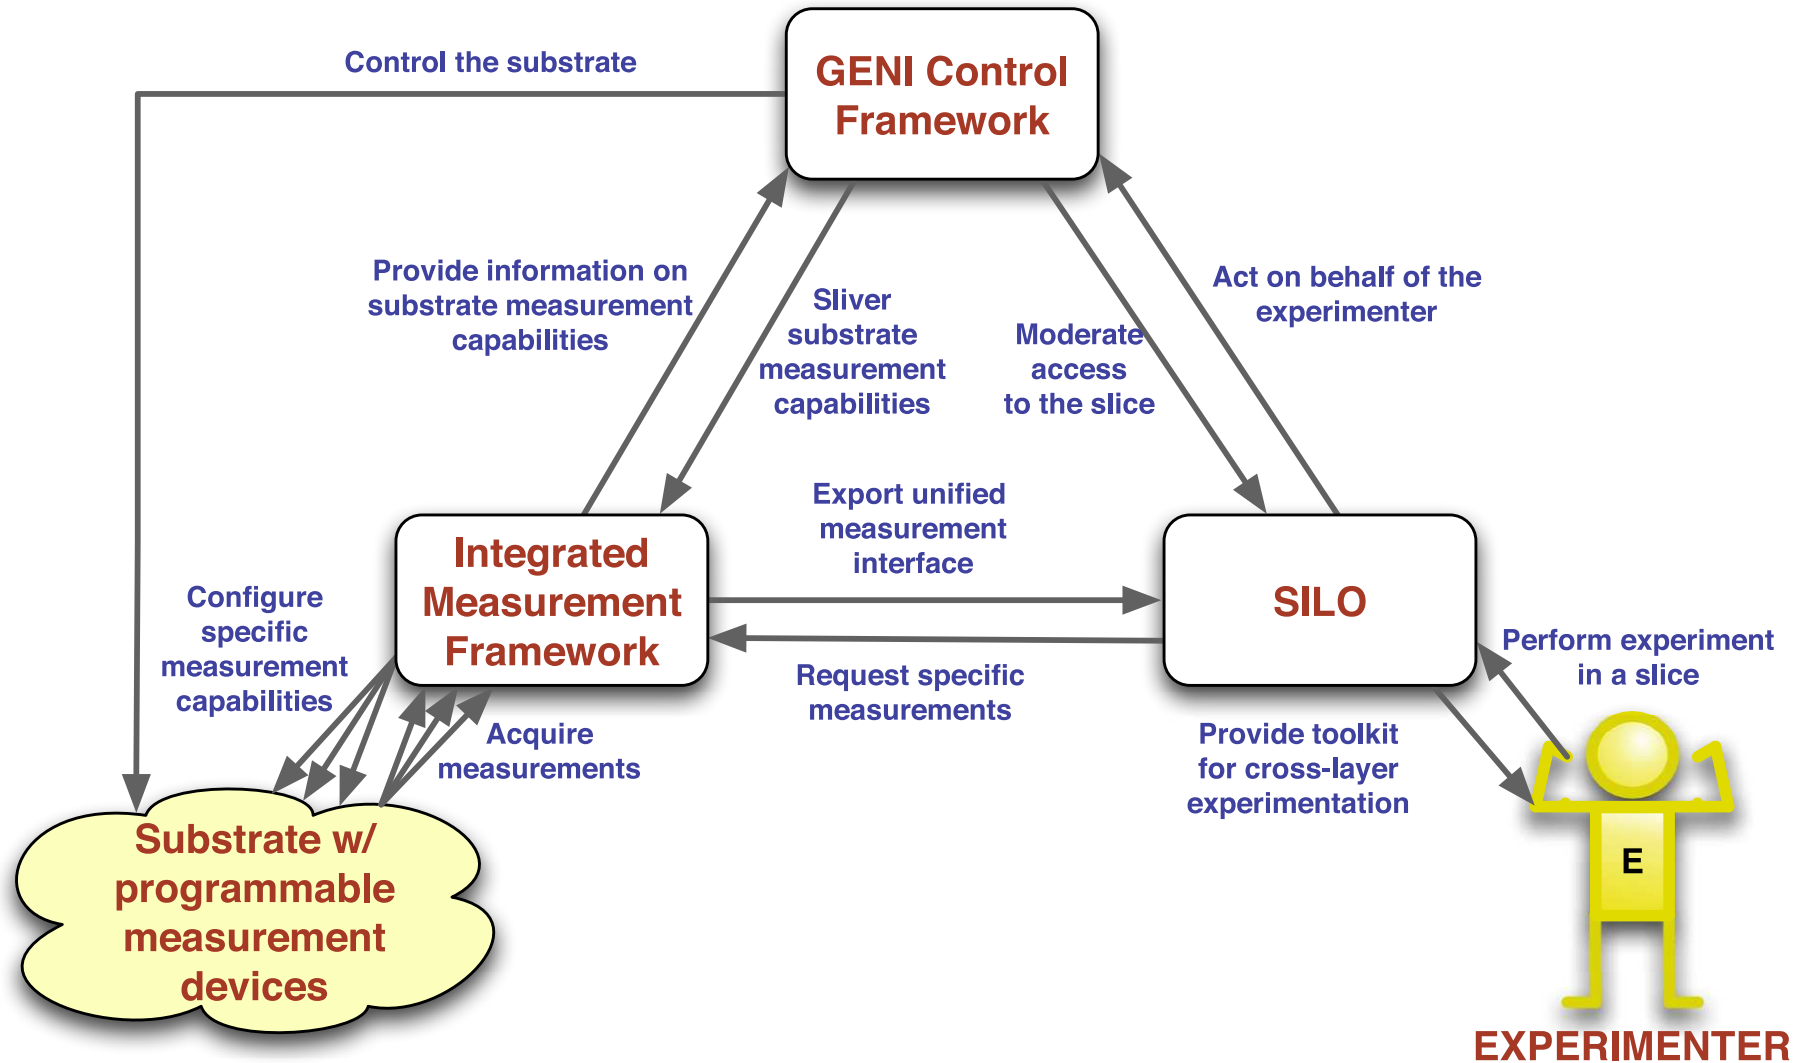 Control the substrate
GENI Control
Framework
Provide information on
substrate measurement
capabilities
Sliver
substrate
measurement
capabilities
Moderate
access
to the slice
Act on behalf of the
experimenter
Export unified
measurement
interface
Integrated
Measurement
Framework
SILO
Configure
specific
measurement
capabilities
Request specific
measurements
Perform experiment
in a slice
Acquire
measurements
Provide toolkit
for cross-layer
experimentation
Substrate w/
programmable
measurement
devices
E
EXPERIMENTER